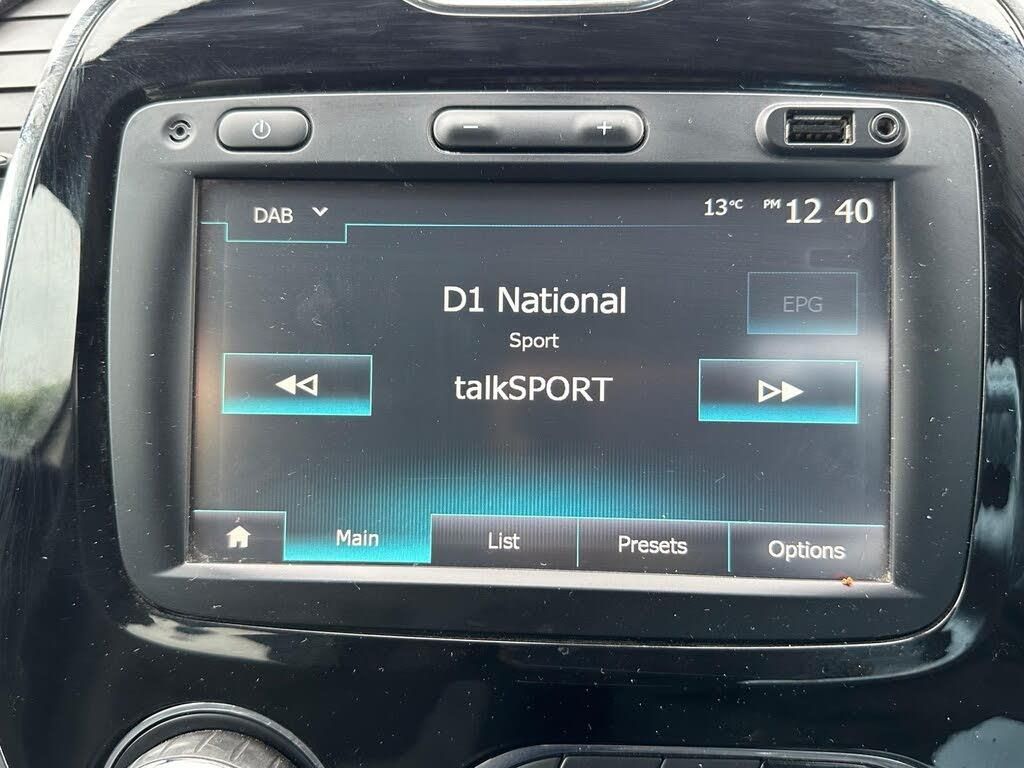 − +
DAB
13°C PM 12 40
D1 National
EPG
Sport
talkSPORT
Main List Presets Options